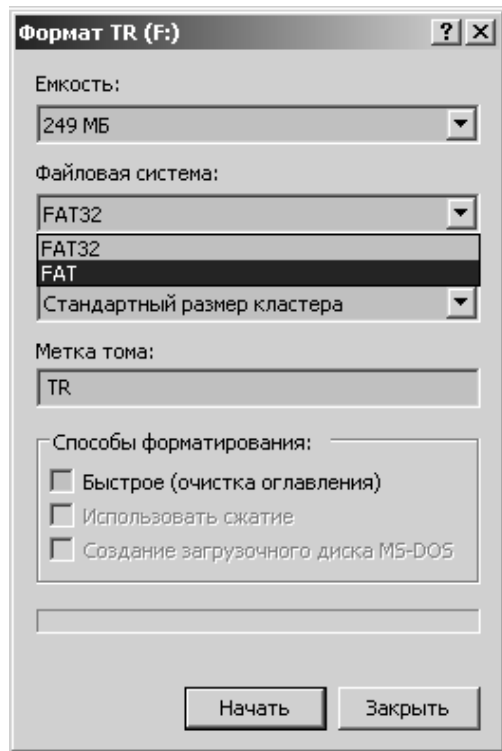 Формат TR (F:)
Емкость:
249 МБ
Файловая система:
FAT32
FAT32
FAT
Стандартный размер кластера
Метка тома:
TR
Способы форматирования:
Быстрое (очистка оглавления)
Использовать сжатие
Создание загрузочного диска MS-DOS
Начать Закрыть